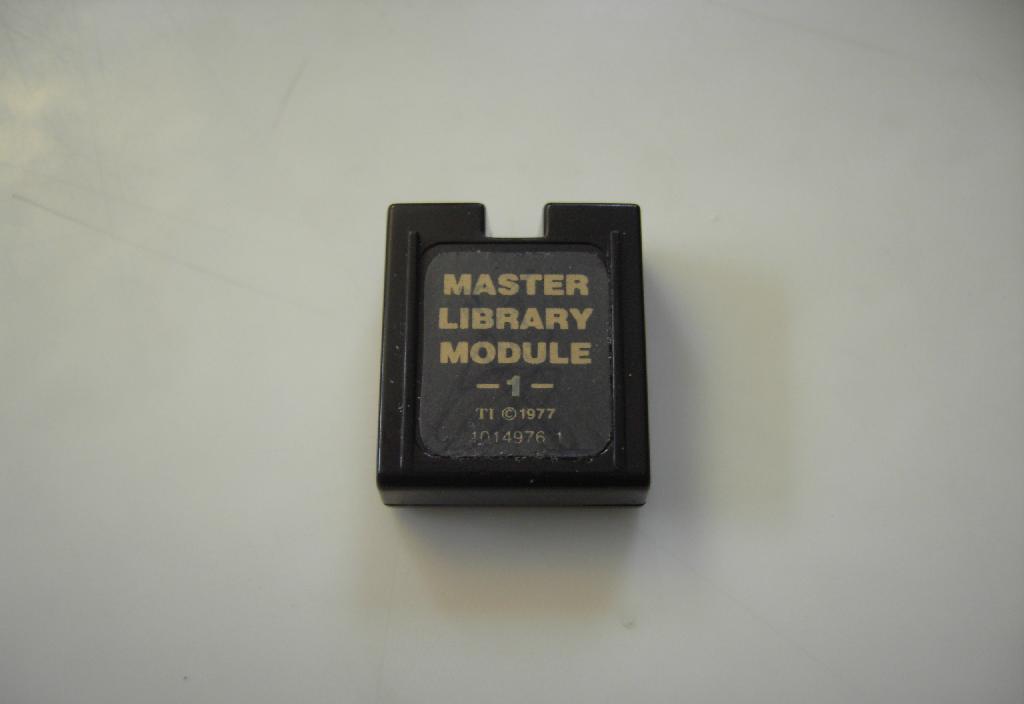 MASTER
LIBRARY
MODULE
-1-
TI ©1977
1014976 1